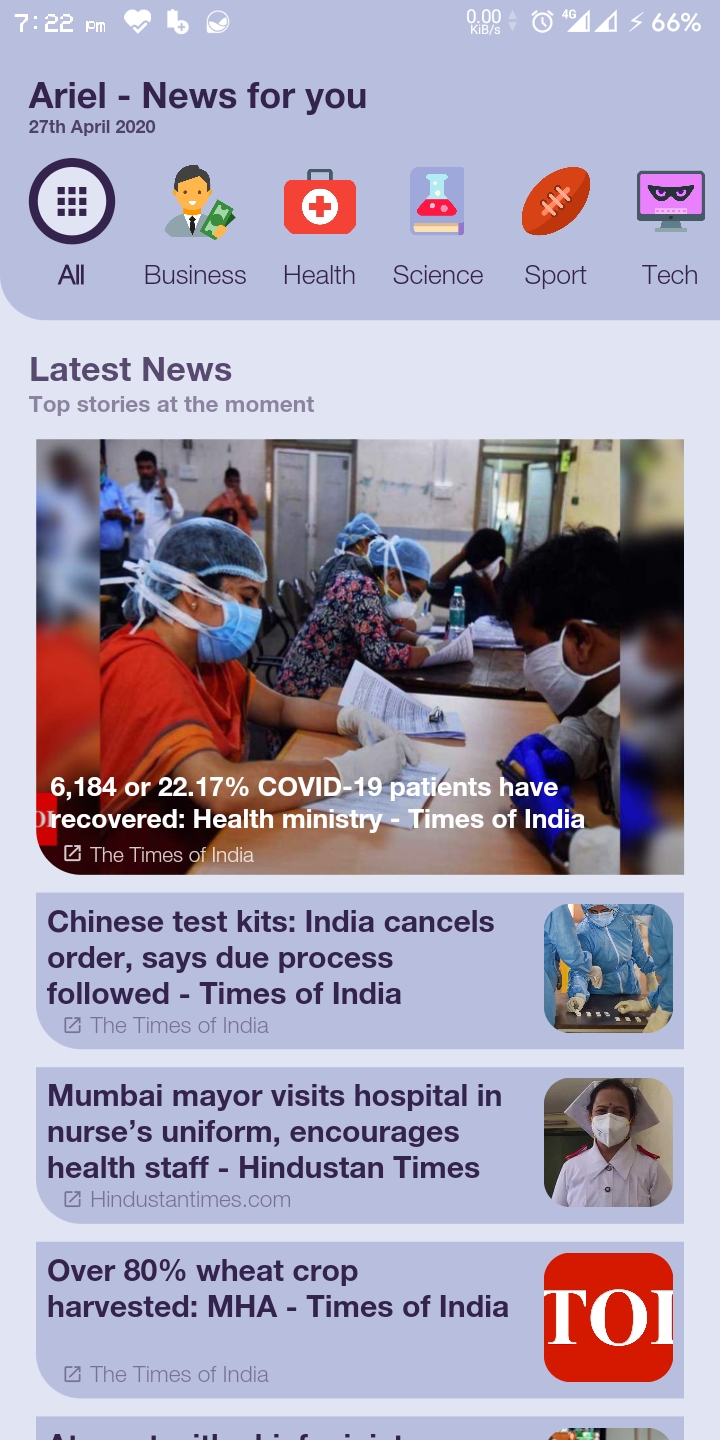 7:22 pm
0.00
KiB/s
4G
66%
Ariel - News for you
27th April 2020
All
Business
Health
Science
Sport
Tech
Latest News
Top stories at the moment
6,184 or 22.17% COVID-19 patients have
recovered: Health ministry - Times of India
The Times of India
Chinese test kits: India cancels
order, says due process
followed - Times of India
The Times of India
Mumbai mayor visits hospital in
nurse’s uniform, encourages
health staff - Hindustan Times
Hindustantimes.com
Over 80% wheat crop
harvested: MHA - Times of India
TOI
The Times of India